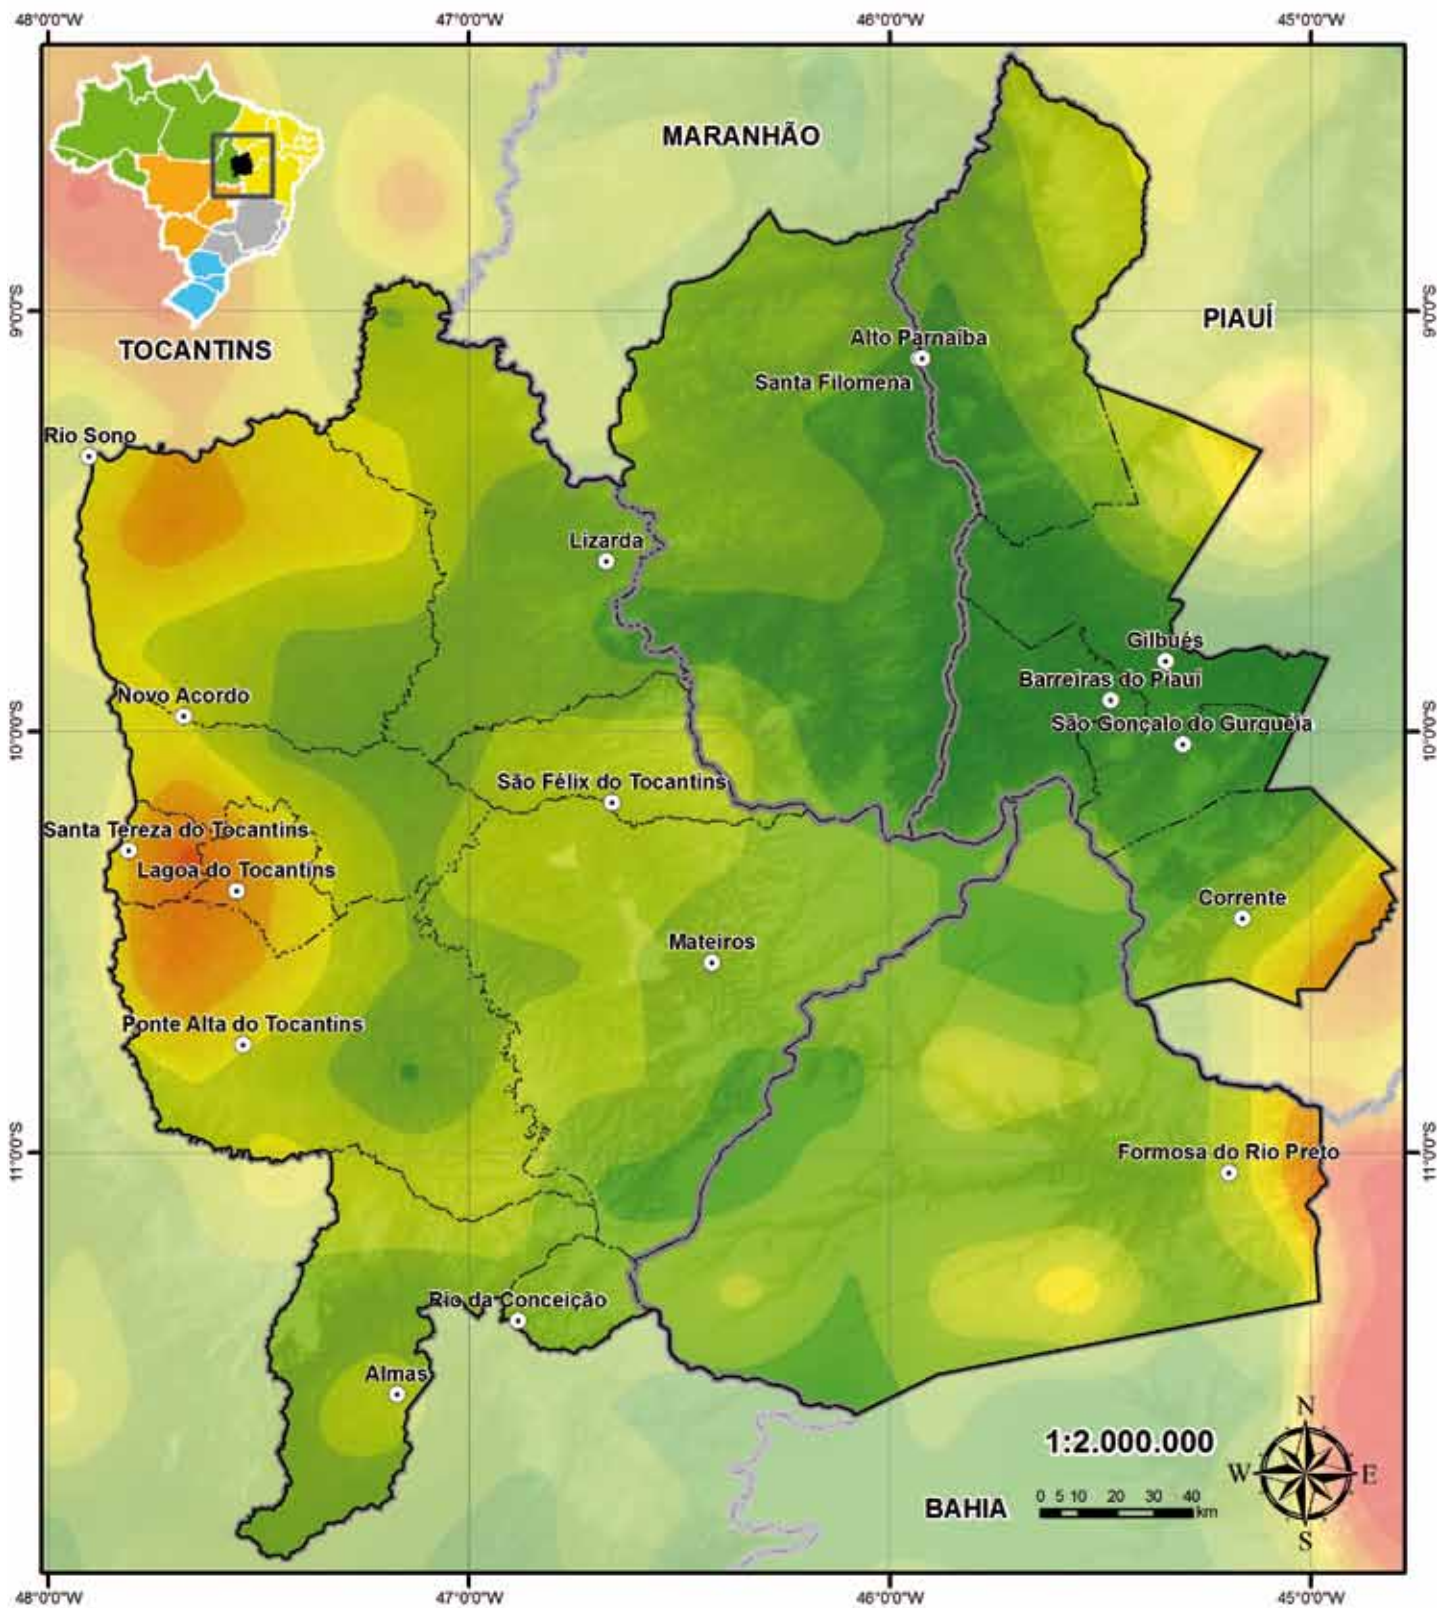 48°0'0"W
47°0'0"W
46°0'0"W
45°0'0"W
MARANHÃO
9°0'0"S
9°0'0"S
PIAUÍ
TOCANTINS
Alto Parnaíba
Santa Filomena
Rio Sono
Lizarda
Gilbués
Barreiras do Piauí
Novo Acordo
São Gonçalo do Gurguéia
10°0'0"S
10°0'0"S
São Félix do Tocantins
Santa Tereza do Tocantins
Lagoa do Tocantins
Corrente
Mateiros
Ponte Alta do Tocantins
11°0'0"S
11°0'0"S
Formosa do Rio Preto
Rio da Conceição
Almas
1:2.000.000
N
W
E
S
BAHIA
0 5 10 20 30 40
km
48°0'0"W
47°0'0"W
46°0'0"W
45°0'0"W